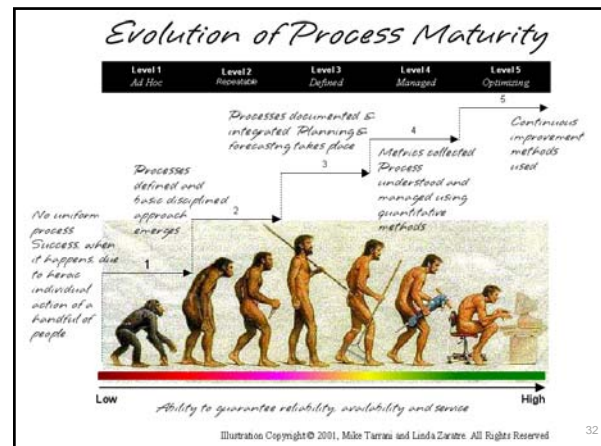 Evolution of Process Maturity
Level 1 Level 2 Level 3 Level 4 Level 5
Ad Hoc Repeatable Defined Managed Optimizing
5
Continuous
improvement
methods
used
Processes documented &
integrated Planning &
forecasting takes place
4
Metrics collected
Process
understood and
managed using
quantitative
methods
3
Processes
defined and
basic disciplined
approach
emerges
2
No uniform
process
Success, when
it happens, due
to heroic
individual
action of a
handful of
people
1
Low High
Ability to guarantee reliability, availability and service
Illustration Copyright © 2001, Mike Tarrani and Linda Zaratre. All Rights Reserved
32